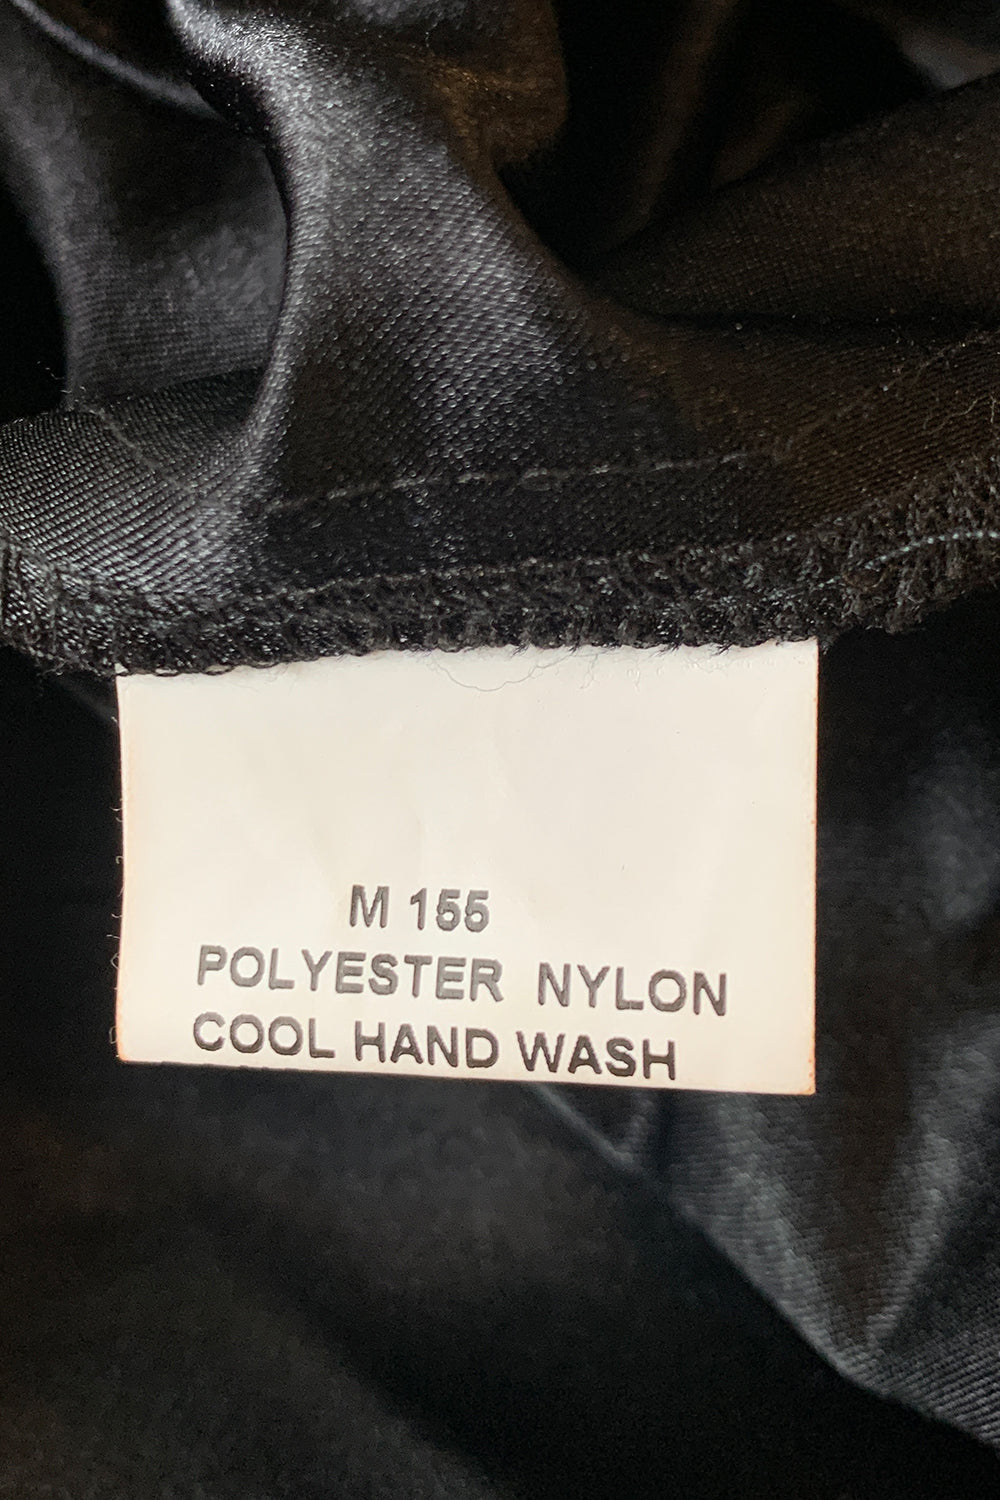 M 155
POLYESTER NYLON
COOL HAND WASH